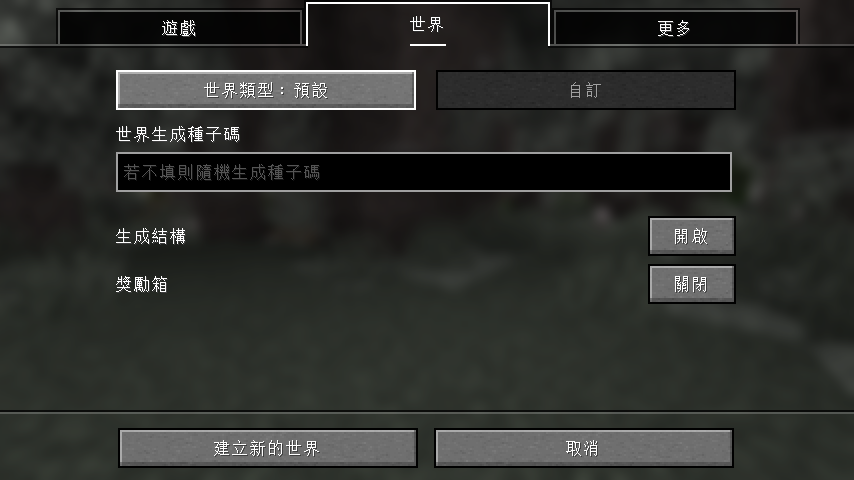 遊戲
世界
更多
世界類型：預設
自訂
世界生成種子碼
若不填則隨機生成種子碼
生成結構
開啟
獎勵箱
關閉
建立新的世界
取消